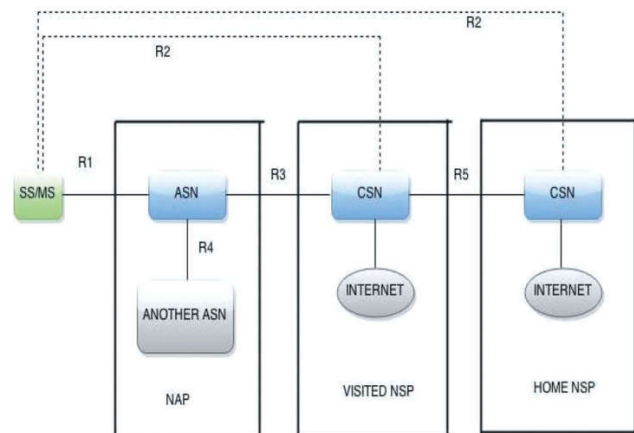 R2
R2
R1
R3
R5
SS/MS
ASN
CSN
CSN
R4
INTERNET
INTERNET
ANOTHER ASN
NAP
VISITED NSP
HOME NSP